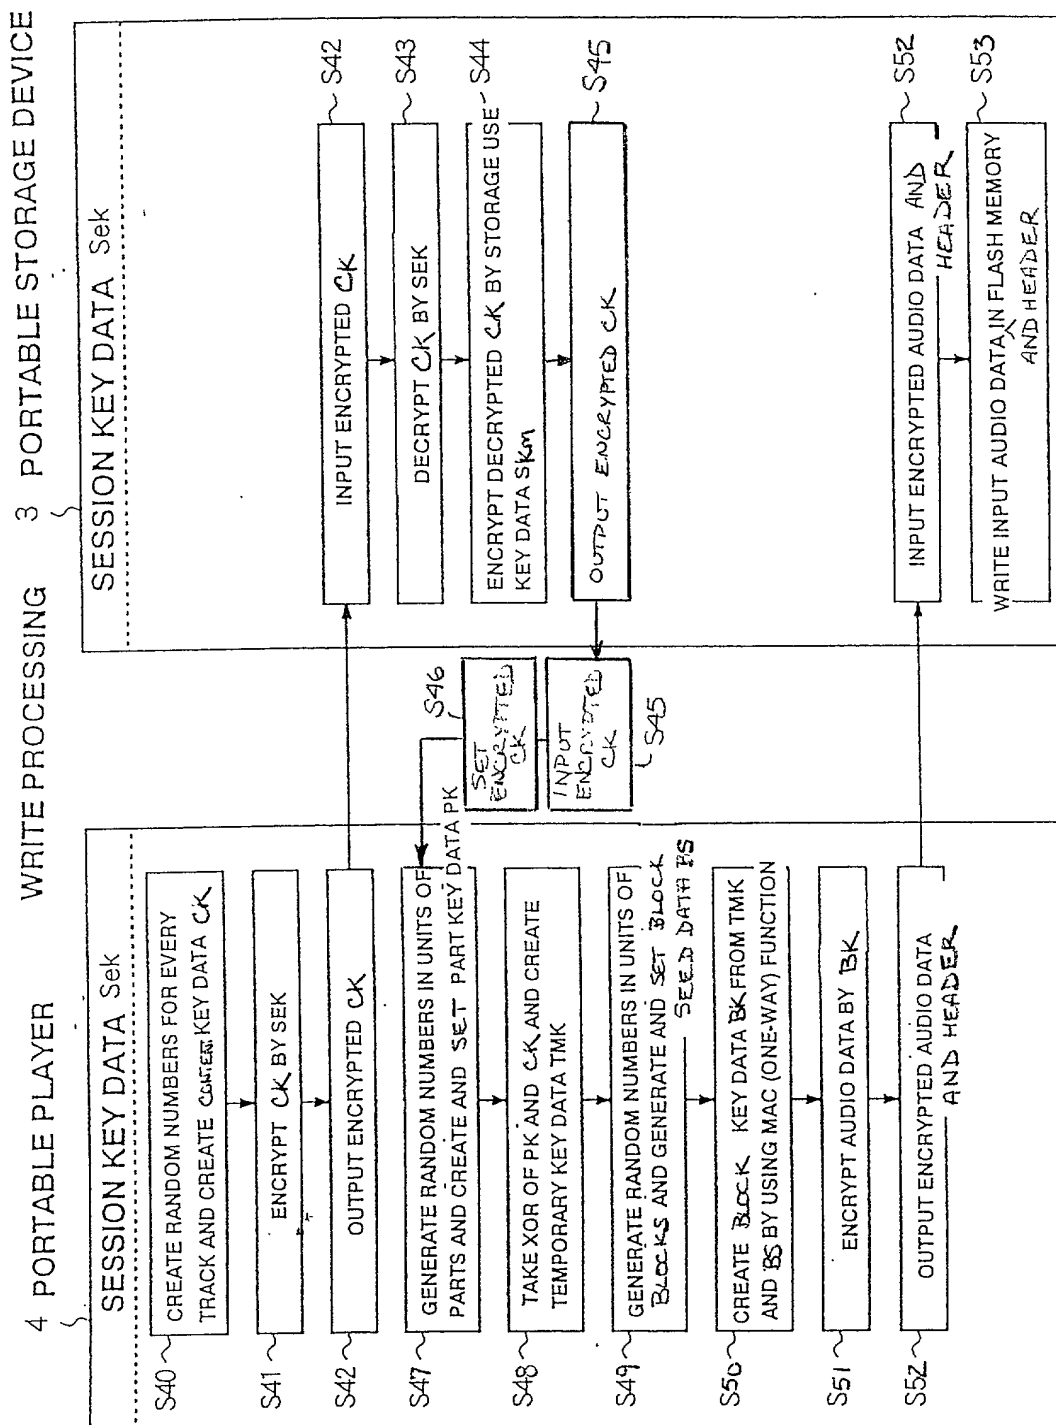 4 PORTABLE PLAYER
WRITE PROCESSING
3 PORTABLE STORAGE DEVICE
SESSION KEY DATA Sek
S40
CREATE RANDOM NUMBERS FOR EVERY
TRACK AND CREATE CONTENT KEY DATA CK
S41
ENCRYPT CK BY SEK
S42
OUTPUT ENCRYPTED CK
S47
GENERATE RANDOM NUMBERS IN UNITS OF
PARTS AND CREATE AND SET PART KEY DATA PK
S48
TAKE XOR OF PK AND CK AND CREATE
TEMPORARY KEY DATA TMK
S49
GENERATE RANDOM NUMBERS IN UNITS OF
BLOCKS AND GENERATE AND SET BLOCK
SEED DATA BS
S50
CREATE BLOCK KEY DATA BK FROM TMK
AND BS BY USING MAC (ONE-WAY) FUNCTION
S51
ENCRYPT AUDIO DATA BY BK
S52
OUTPUT ENCRYPTED AUDIO DATA
AND HEADER
S46
SET
ENCRYPTED
CK
INPUT
ENCRYPTED
CK
S45
SESSION KEY DATA Sek
INPUT ENCRYPTED CK
S42
DECRYPT CK BY SEK
S43
ENCRYPT DECRYPTED CK BY STORAGE USE
KEY DATA SKm
S44
OUTPUT ENCRYPTED CK
S45
INPUT ENCRYPTED AUDIO DATA AND
HEADER
S52
WRITE INPUT AUDIO DATA IN FLASH MEMORY
AND HEADER
S53